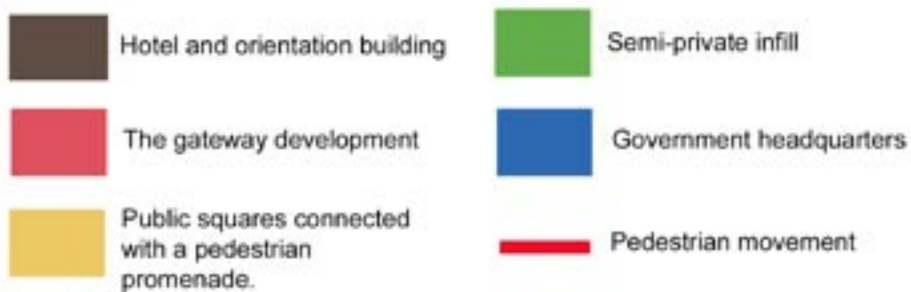 Hotel and orientation building
The gateway development
Public squares connected
with a pedestrian
promenade.
Semi-private infill
Government headquarters
Pedestrian movement